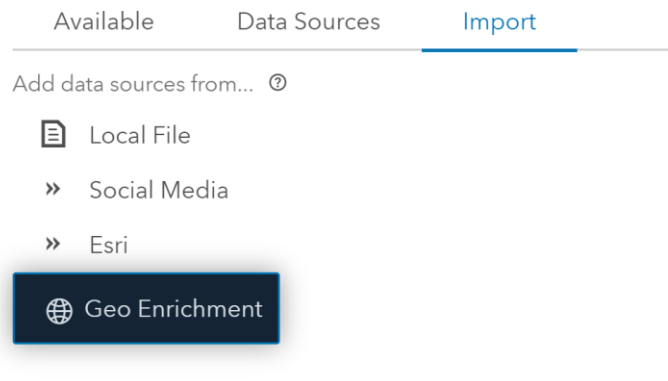 Available Data Sources Import
Add data sources from...
Local File
Social Media
Esri
Geo Enrichment